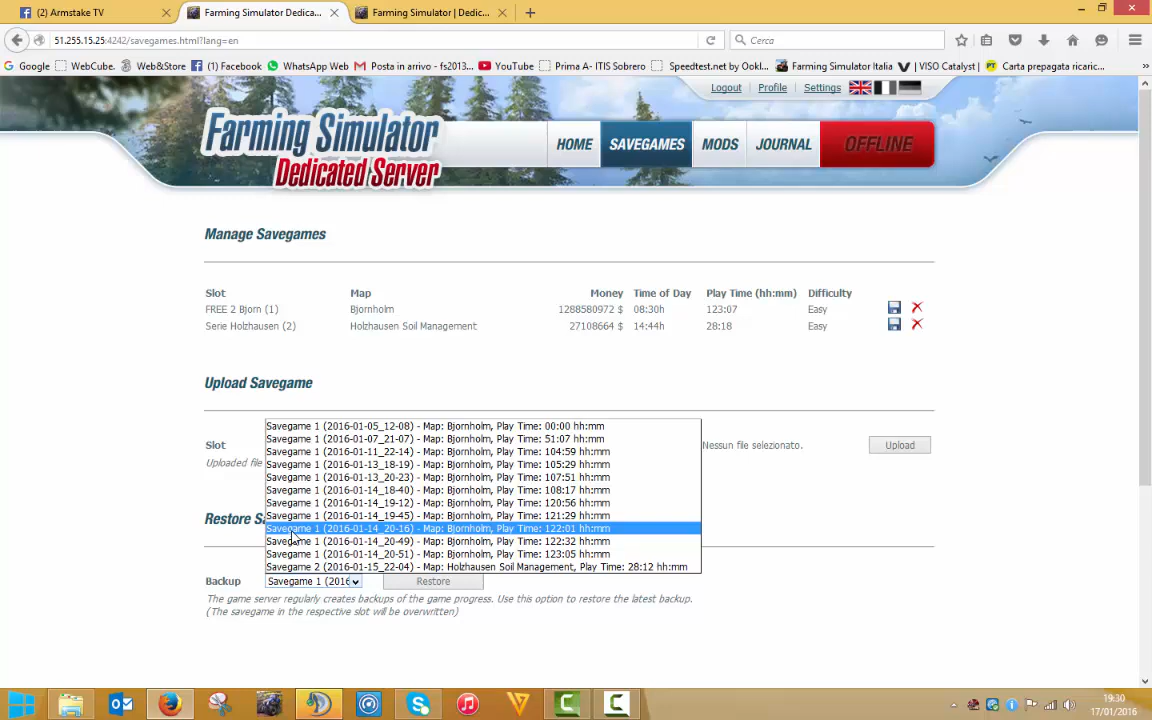 (2) Armstake TV
Farming Simulator Dedica...
Farming Simulator | Dedic...
51.255.15.25:4242/savegames.html?lang=en
Cerca
Google
WebCube.
Web&Store
(1) Facebook
WhatsApp Web
Posta in arrivo - fs2013...
YouTube
Prima A- ITIS Sobrero
Speedtest.net by Ookl...
Farming Simulator Italia
VISO Catalyst |
Carta prepagata ricaric...
Logout
Profile
Settings
Farming Simulator
Dedicated Server
HOME
SAVEGAMES
MODS
JOURNAL
OFFLINE
Manage Savegames
Slot Map Money Time of Day Play Time (hh:mm) Difficulty
FREE 2 Bjorn (1) Bjornholm 1288580972 $ 08:30h 123:07 Easy
Serie Holzhausen (2) Holzhausen Soil Management 27108664 $ 14:44h 28:18 Easy
Upload Savegame
Slot
Nessun file selezionato.
Upload
Uploaded file
Savegame 1 (2016-01-05_12-08) - Map: Bjornholm, Play Time: 00:00 hh:mm
Savegame 1 (2016-01-07_21-07) - Map: Bjornholm, Play Time: 51:07 hh:mm
Savegame 1 (2016-01-11_22-14) - Map: Bjornholm, Play Time: 104:59 hh:mm
Savegame 1 (2016-01-13_18-19) - Map: Bjornholm, Play Time: 105:29 hh:mm
Savegame 1 (2016-01-13_20-23) - Map: Bjornholm, Play Time: 107:51 hh:mm
Savegame 1 (2016-01-14_18-40) - Map: Bjornholm, Play Time: 108:17 hh:mm
Savegame 1 (2016-01-14_19-12) - Map: Bjornholm, Play Time: 120:56 hh:mm
Savegame 1 (2016-01-14_19-45) - Map: Bjornholm, Play Time: 121:29 hh:mm
Savegame 1 (2016-01-14_20-16) - Map: Bjornholm, Play Time: 122:01 hh:mm
Savegame 1 (2016-01-14_20-49) - Map: Bjornholm, Play Time: 122:32 hh:mm
Savegame 1 (2016-01-14_20-51) - Map: Bjornholm, Play Time: 123:05 hh:mm
Savegame 2 (2016-01-15_22-04) - Map: Holzhausen Soil Management, Play Time: 28:12 hh:mm
Restore Sa
Backup
Savegame 1 (2016
Restore
The game server regularly creates backups of the game progress. Use this option to restore the latest backup.
(The savegame in the respective slot will be overwritten)
19:30
17/01/2016